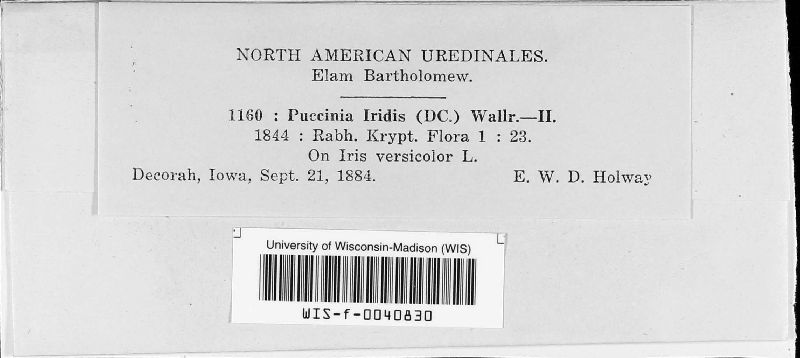 NORTH AMERICAN UREDINALES.
Elam Bartholomew.
1160 : Puccinia Iridis (DC.) Wallr.—II.
1844 : Rabh. Krypt. Flora 1 : 23.
On Iris versicolor L.
Decorah, Iowa, Sept. 21, 1884. E. W. D. Holway
University of Wisconsin-Madison (WIS)
WIS-f-0040830